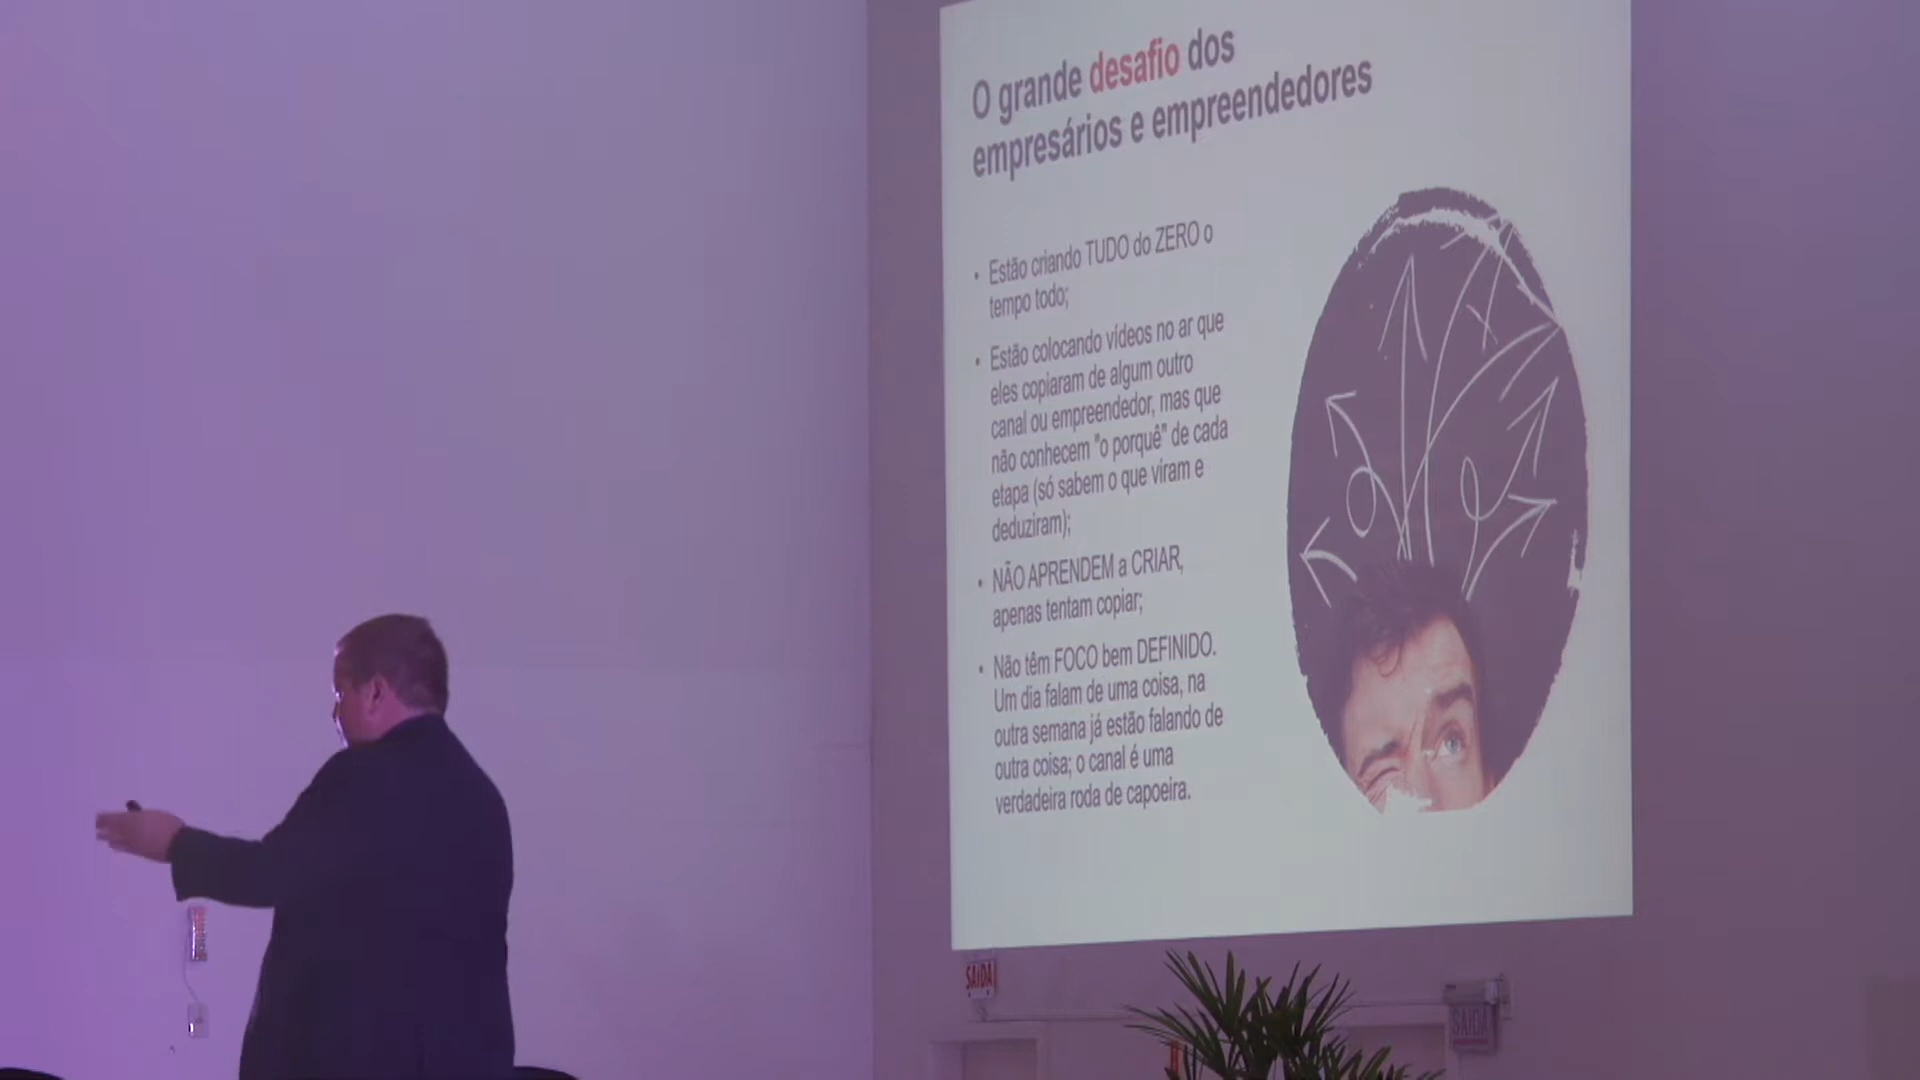 O grande desafio dos
empresários e empreendedores
• Estão criando TUDO do ZERO o
tempo todo;
• Estão colocando vídeos no ar que
eles copiaram de algum outro
canal ou empreendedor, mas que
não conhecem "o porquê" de cada
etapa (só sabem o que viram e
deduziram);
• NÃO APRENDEM a CRIAR,
apenas tentam copiar;
• Não têm FOCO bem DEFINIDO.
Um dia falam de uma coisa, na
outra semana já estão falando de
outra coisa; o canal é uma
verdadeira roda de capoeira.
SAÍDA
SAÍDA